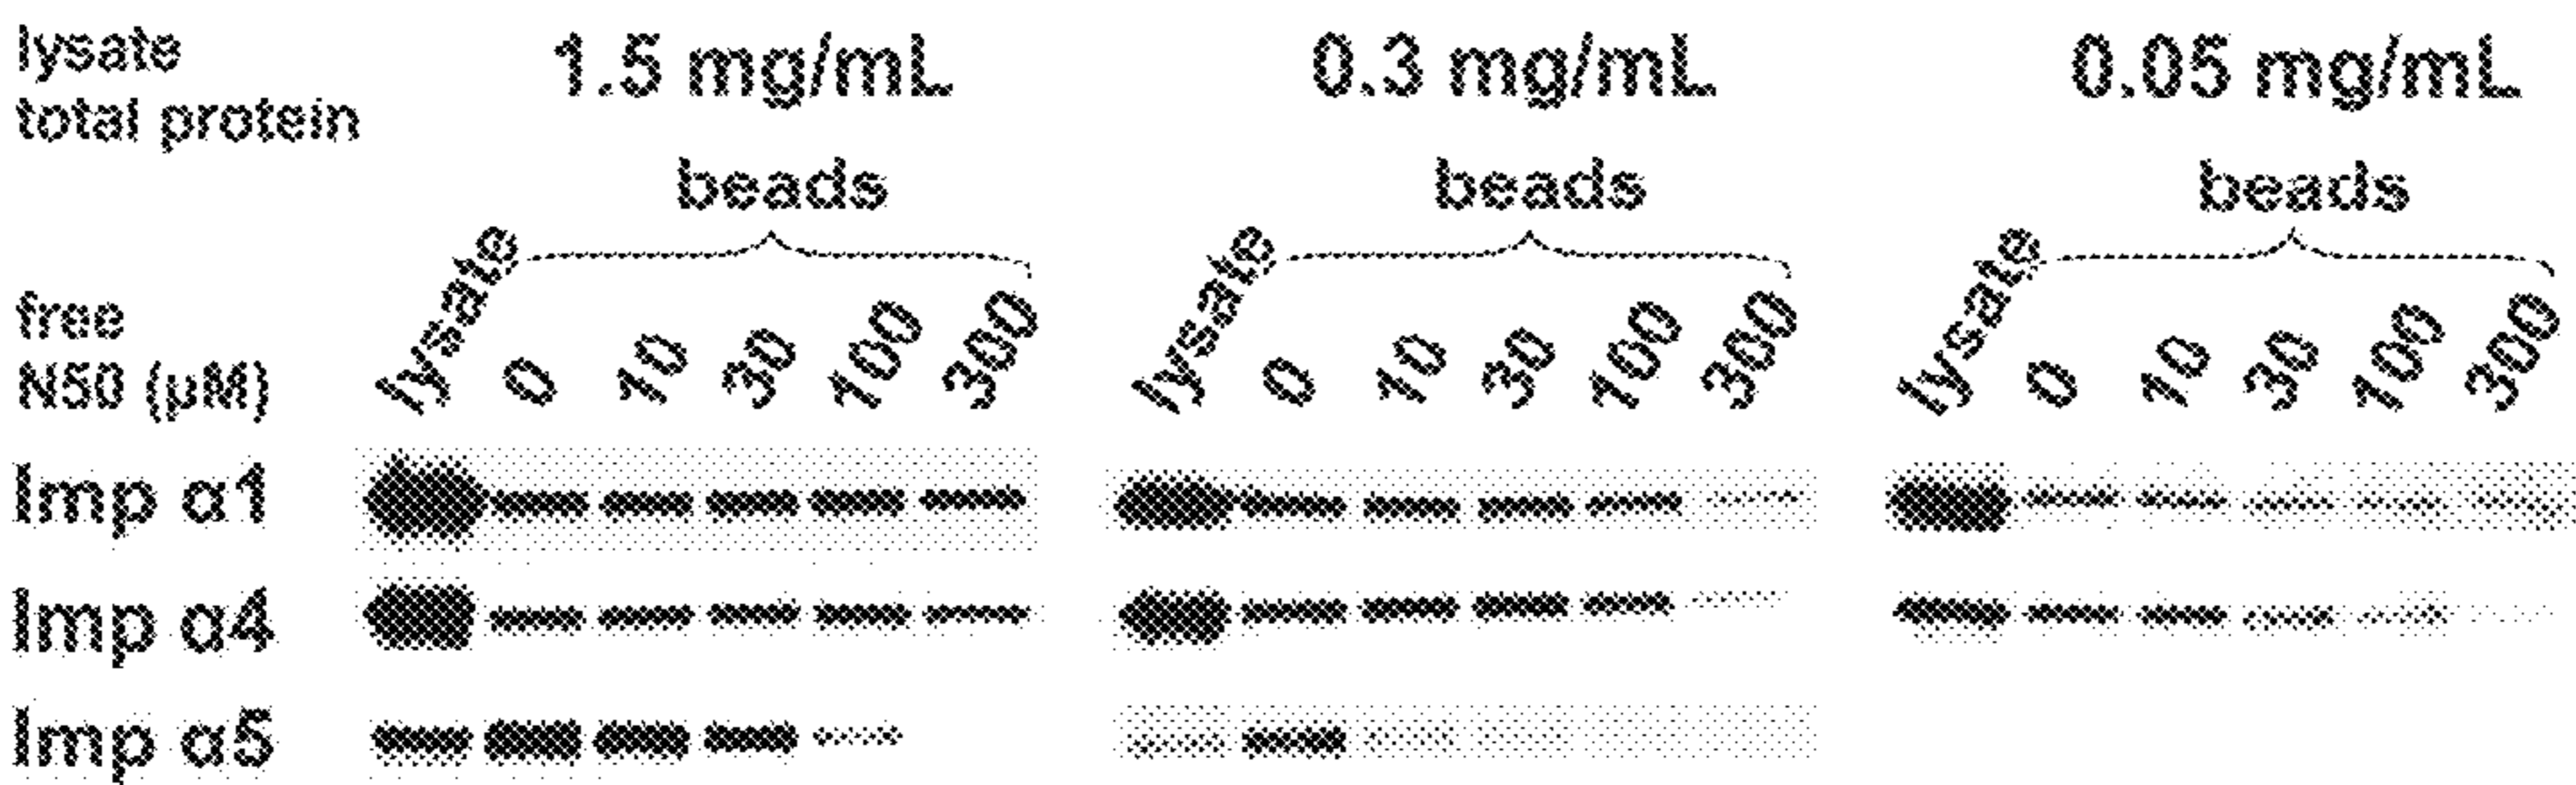 lysate
total protein
1.5 mg/mL
0.3 mg/mL
0.05 mg/mL
beads
beads
beads
free
N50 (µM)
lysate 0 10 30 100 300
lysate 0 10 30 100 300
lysate 0 10 30 100 300
Imp α1
Imp α4
Imp α5